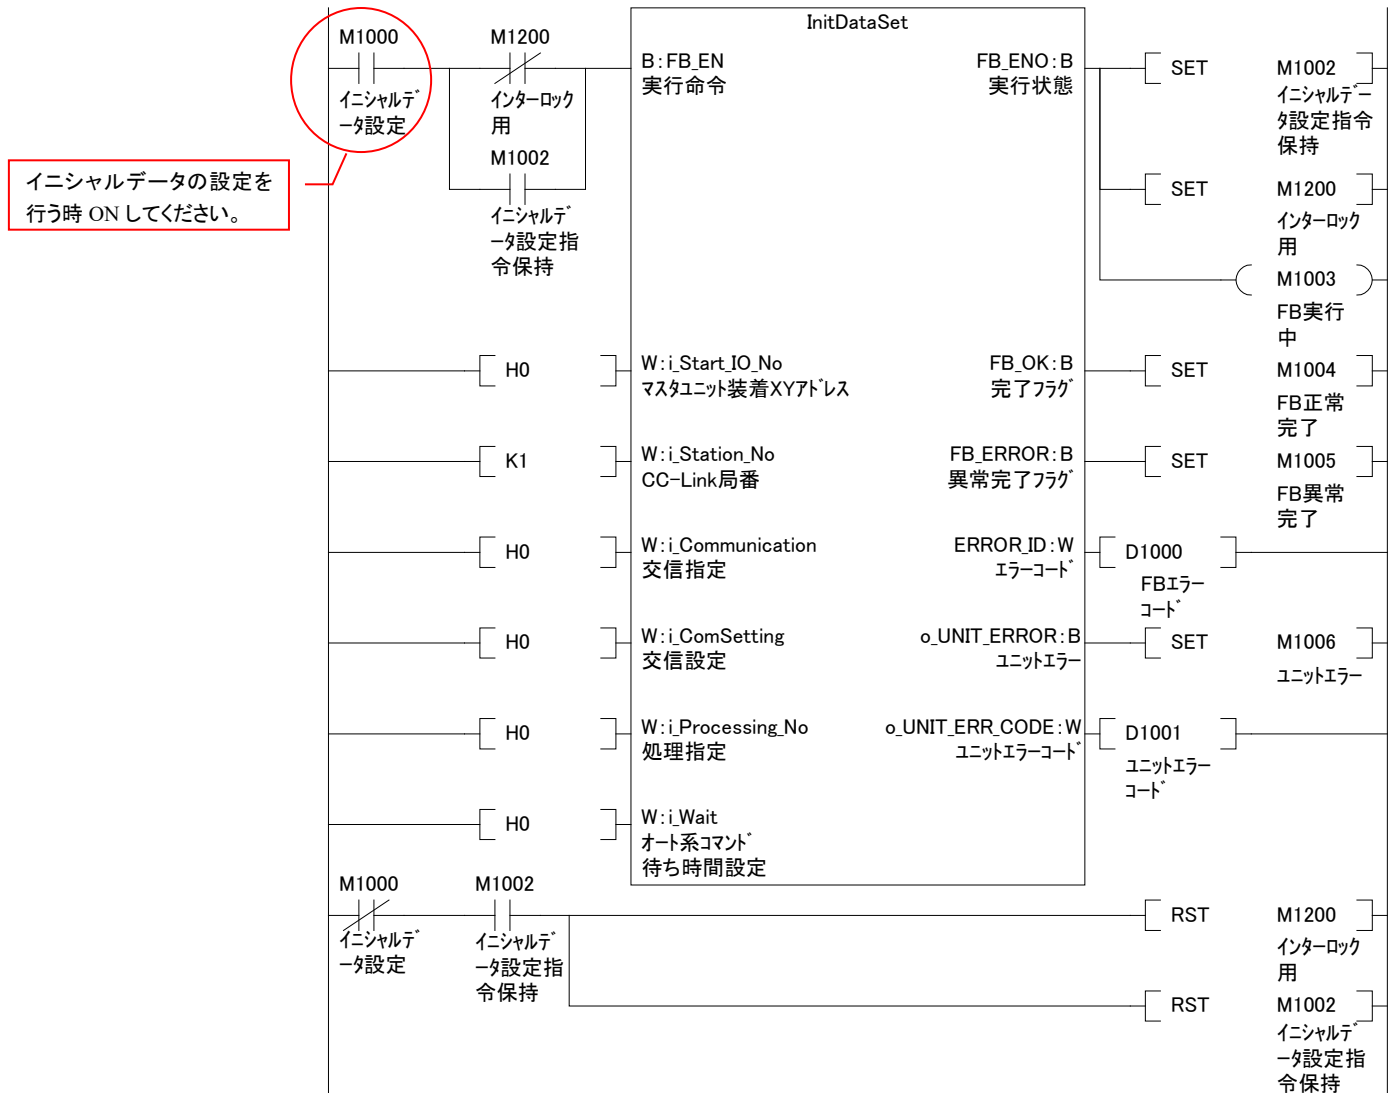 InitDataSet
M1000
M1200
B:FB_EN
FB_ENO:B
SET
M1002
実行命令
実行状態
ｲﾆｼｬﾙﾃﾞ
ｰﾀ設定
ｲﾝﾀｰﾛｯｸ
用
ｲﾆｼｬﾙﾃﾞｰ
ﾀ設定指令
保持
M1002
イニシャルデータの設定を
行う時 ON してください。
SET
M1200
ｲﾆｼｬﾙﾃﾞ
ｰﾀ設定指
令保持
ｲﾝﾀｰﾛｯｸ
用
M1003
FB実行
中
H0
W:i_Start_IO_No
マスタユニット装着XYｱﾄﾞﾚｽ
FB_OK:B
完了ﾌﾗｸﾞ
SET
M1004
FB正常
完了
K1
W:i_Station_No
CC-Link局番
FB_ERROR:B
異常完了ﾌﾗｸﾞ
SET
M1005
FB異常
完了
H0
W:i_Communication
交信指定
ERROR_ID:W
ｴﾗｰｺｰﾄﾞ
D1000
FBｴﾗｰ
ｺｰﾄﾞ
H0
W:i_ComSetting
交信設定
o_UNIT_ERROR:B
ﾕﾆｯﾄｴﾗｰ
SET
M1006
ﾕﾆｯﾄｴﾗｰ
H0
W:i_Processing_No
処理指定
o_UNIT_ERR_CODE:W
ﾕﾆｯﾄｴﾗｰｺｰﾄﾞ
D1001
ﾕﾆｯﾄｴﾗｰ
ｺｰﾄﾞ
H0
W:i_Wait
ｵｰﾄ系ｺﾏﾝﾄﾞ
待ち時間設定
M1000
M1002
ｲﾆｼｬﾙﾃﾞ
ｰﾀ設定
ｲﾆｼｬﾙﾃﾞ
ｰﾀ設定指
令保持
RST
M1200
ｲﾝﾀｰﾛｯｸ
用
RST
M1002
ｲﾆｼｬﾙﾃﾞ
ｰﾀ設定指
令保持